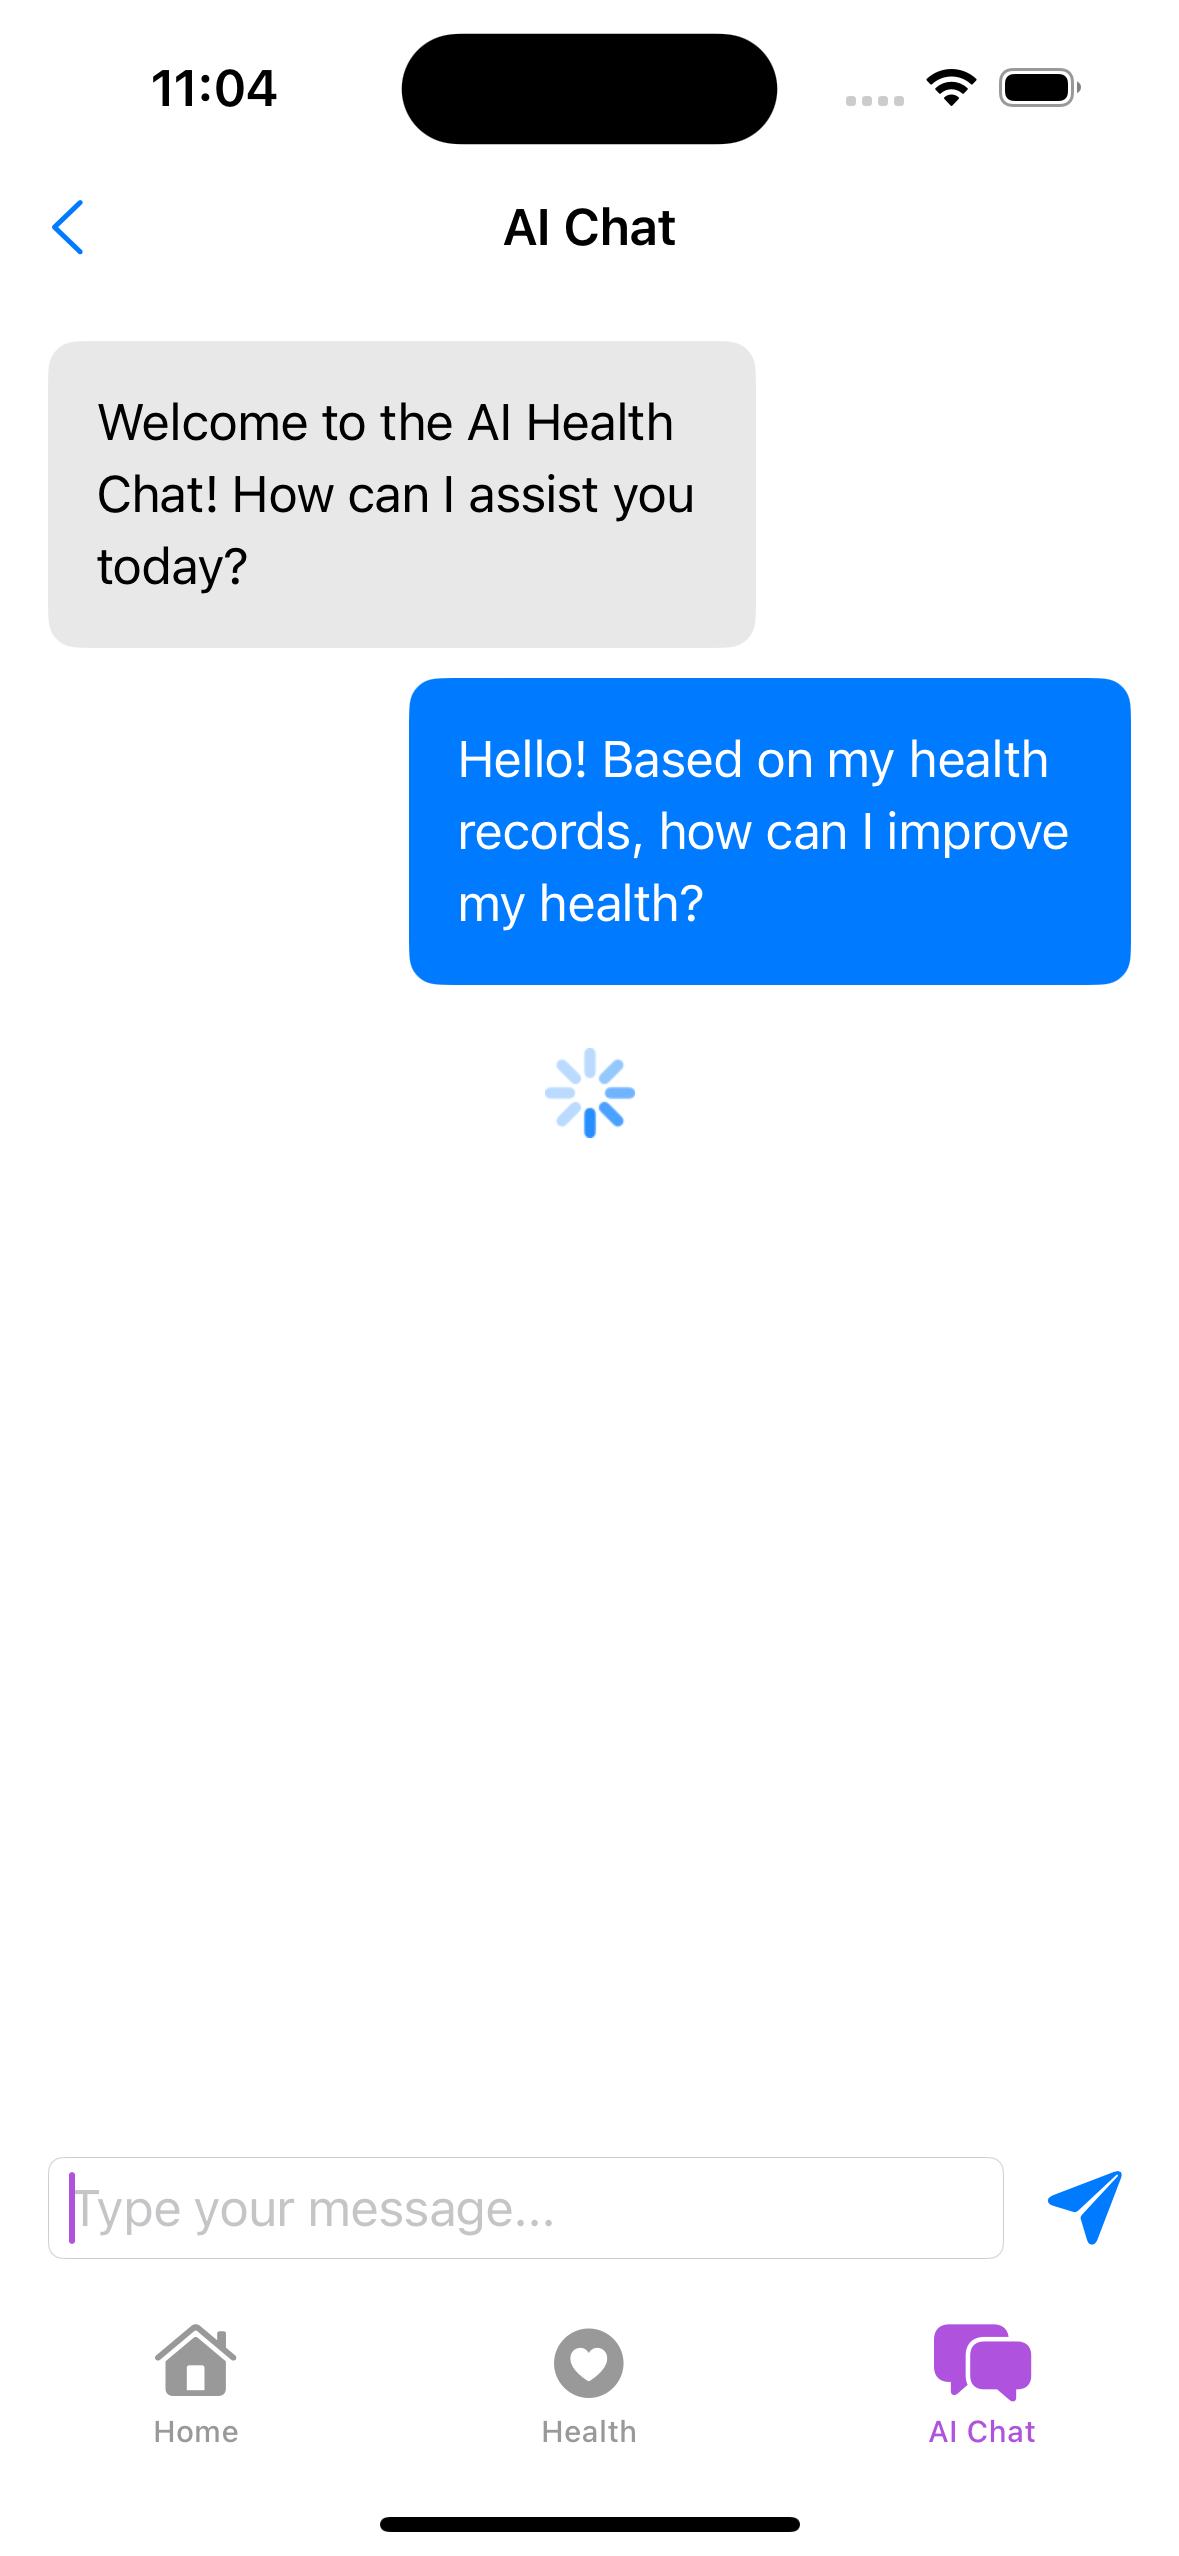 11:04
AI Chat
Welcome to the AI Health
Chat! How can I assist you
today?
Hello! Based on my health
records, how can I improve
my health?
Type your message...
Home
Health
AI Chat